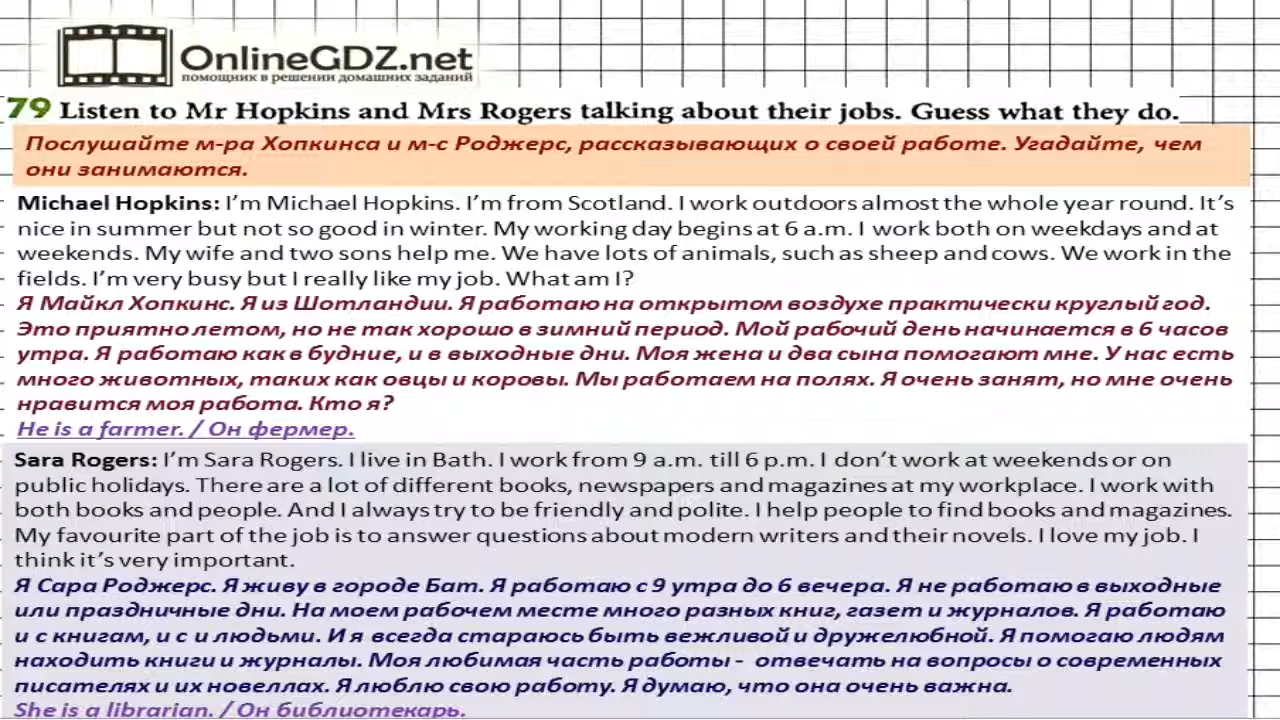 OnlineGDZ.net
помощник в решении домашних заданий
79 Listen to Mr Hopkins and Mrs Rogers talking about their jobs. Guess what they do.
Послушайте м-ра Хопкинса и м-с Роджерс, рассказывающих о своей работе. Угадайте, чем
они занимаются.
Michael Hopkins: I’m Michael Hopkins. I’m from Scotland. I work outdoors almost the whole year round. It’s
nice in summer but not so good in winter. My working day begins at 6 a.m. I work both on weekdays and at
weekends. My wife and two sons help me. We have lots of animals, such as sheep and cows. We work in the
fields. I’m very busy but I really like my job. What am I?
Я Майкл Хопкинс. Я из Шотландии. Я работаю на открытом воздухе практически круглый год.
Это приятно летом, но не так хорошо в зимний период. Мой рабочий день начинается в 6 часов
утра. Я работаю как в будние, и в выходные дни. Моя жена и два сына помогают мне. У нас есть
много животных, таких как овцы и коровы. Мы работаем на полях. Я очень занят, но мне очень
нравится моя работа. Кто я?
He is a farmer. / Он фермер.
Sara Rogers: I’m Sara Rogers. I live in Bath. I work from 9 a.m. till 6 p.m. I don’t work at weekends or on
public holidays. There are a lot of different books, newspapers and magazines at my workplace. I work with
both books and people. And I always try to be friendly and polite. I help people to find books and magazines.
My favourite part of the job is to answer questions about modern writers and their novels. I love my job. I
think it’s very important.
Я Сара Роджерс. Я живу в городе Бат. Я работаю с 9 утра до 6 вечера. Я не работаю в выходные
или праздничные дни. На моем рабочем месте много разных книг, газет и журналов. Я работаю
и с книгам, и с и людьми. И я всегда стараюсь быть вежливой и дружелюбной. Я помогаю людям
находить книги и журналы. Моя любимая часть работы - отвечать на вопросы о современных
писателях и их новеллах. Я люблю свою работу. Я думаю, что она очень важна.
She is a librarian. / Он библиотекарь.